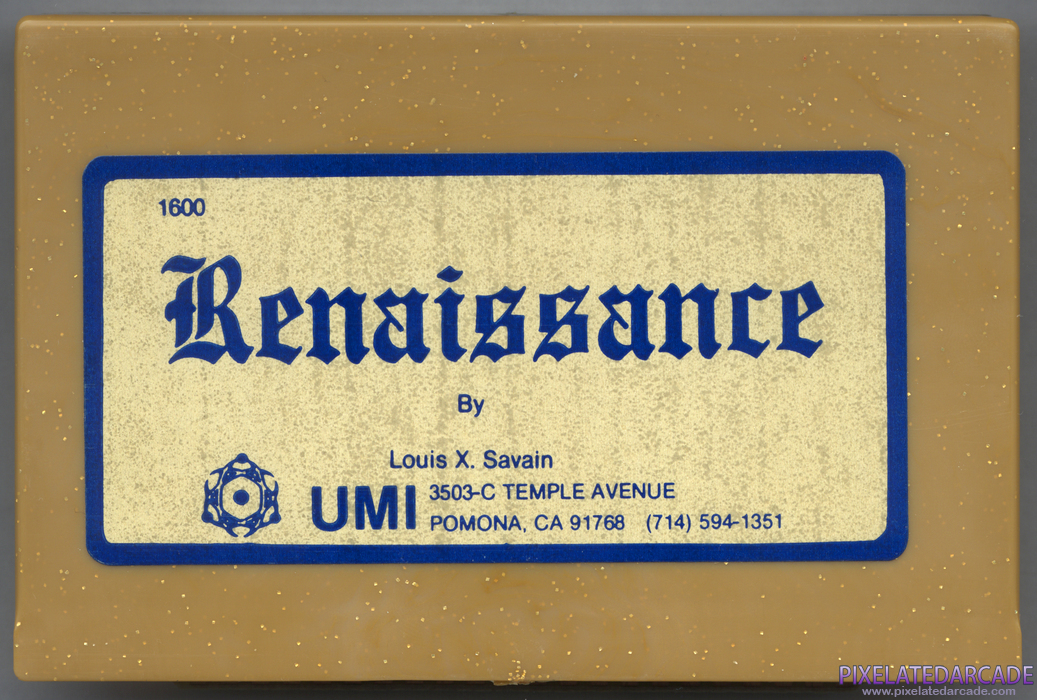 1600
Renaissance
By
Louis X. Savain
UMI 3503-C TEMPLE AVENUE
POMONA, CA 91768 (714) 594-1351
PIXELATEDARCADE
www.pixelatedarcade.com